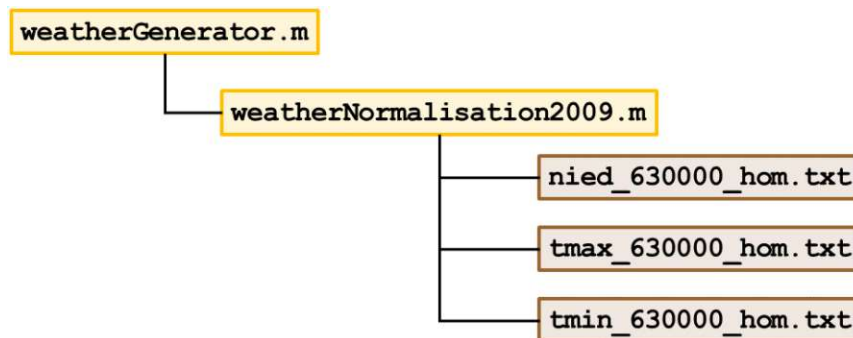 weatherGenerator.m
weatherNormalisation2009.m
nied_630000_hom.txt
tmax_630000_hom.txt
tmin_630000_hom.txt